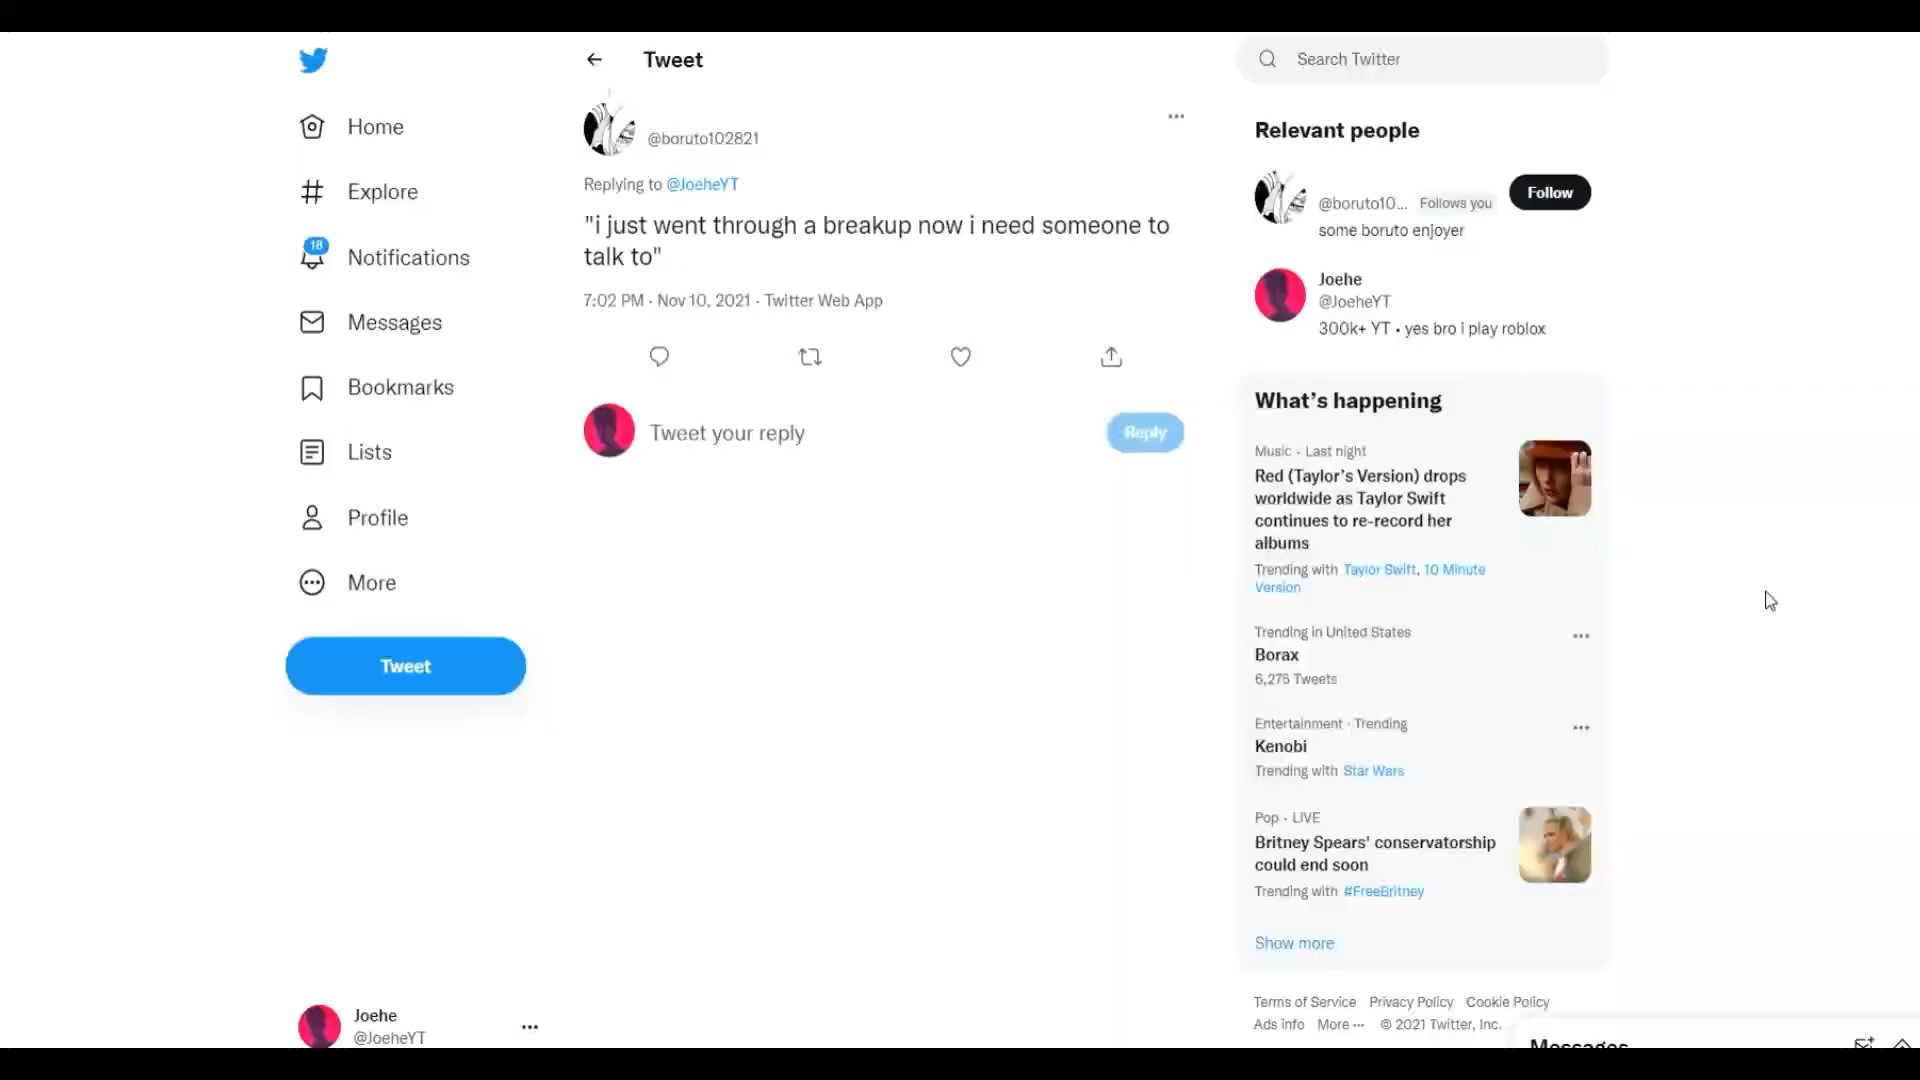 Tweet
Search Twitter
Home
Explore
18
Notifications
Messages
Bookmarks
Lists
Profile
More
Tweet
Joehe
@JoeheYT
@boruto102821
Replying to @JoeheYT
"i just went through a breakup now i need someone to
talk to"
7:02 PM · Nov 10, 2021 · Twitter Web App
Tweet your reply
Reply
Relevant people
@boruto10... Follows you
Follow
some boruto enjoyer
Joehe
@JoeheYT
300k+ YT • yes bro i play roblox
What's happening
Music · Last night
Red (Taylor's Version) drops
worldwide as Taylor Swift
continues to re-record her
albums
Trending with Taylor Swift, 10 Minute
Version
Trending in United States
Borax
6,275 Tweets
Entertainment · Trending
Kenobi
Trending with Star Wars
Pop · LIVE
Britney Spears' conservatorship
could end soon
Trending with #FreeBritney
Show more
Terms of Service Privacy Policy Cookie Policy
Ads info More ··· © 2021 Twitter, Inc.
Messages